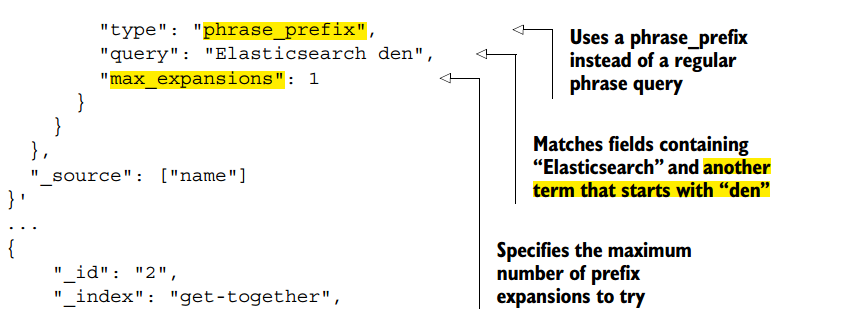 "type": "phrase_prefix",
"query": "Elasticsearch den",
"max_expansions": 1
}
}
},
"_source": ["name"]
}'
...
{
"_id": "2",
"_index": "get-together",
Uses a phrase_prefix
instead of a regular
phrase query
Matches fields containing
“Elasticsearch” and another
term that starts with “den”
Specifies the maximum
number of prefix
expansions to try